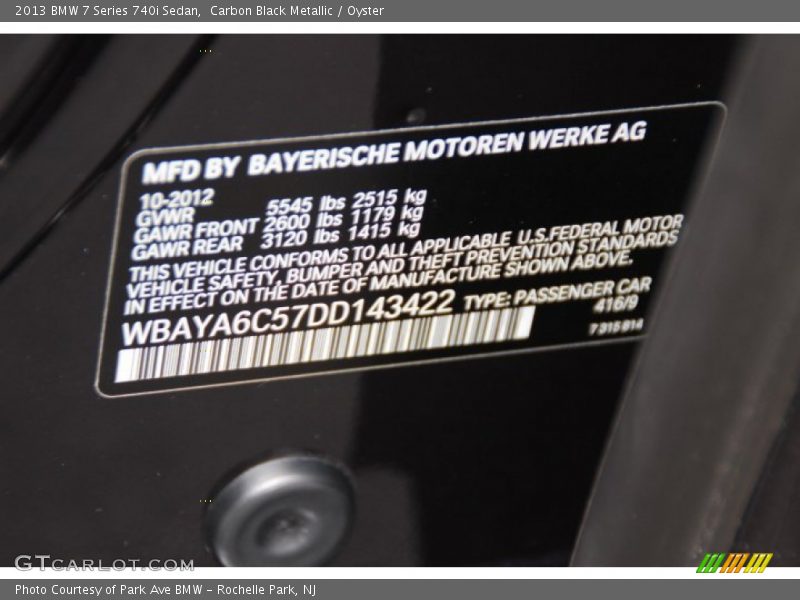 2013 BMW 7 Series 740i Sedan,  Carbon Black Metallic / Oyster
MFD BY BAYERISCHE MOTOREN WERKE AG
10-2012
GVWR 5545 lbs 2515 kg
GAWR FRONT 2600 lbs 1179 kg
GAWR REAR 3120 lbs 1415 kg
THIS VEHICLE CONFORMS TO ALL APPLICABLE U.S.FEDERAL MOTOR
VEHICLE SAFETY, BUMPER AND THEFT PREVENTION STANDARDS
IN EFFECT ON THE DATE OF MANUFACTURE SHOWN ABOVE.
WBAYA6C57DD143422 TYPE: PASSENGER CAR
416/9
7 315 814
GTCARLOT.COM
Photo Courtesy of Park Ave BMW - Rochelle Park, NJ